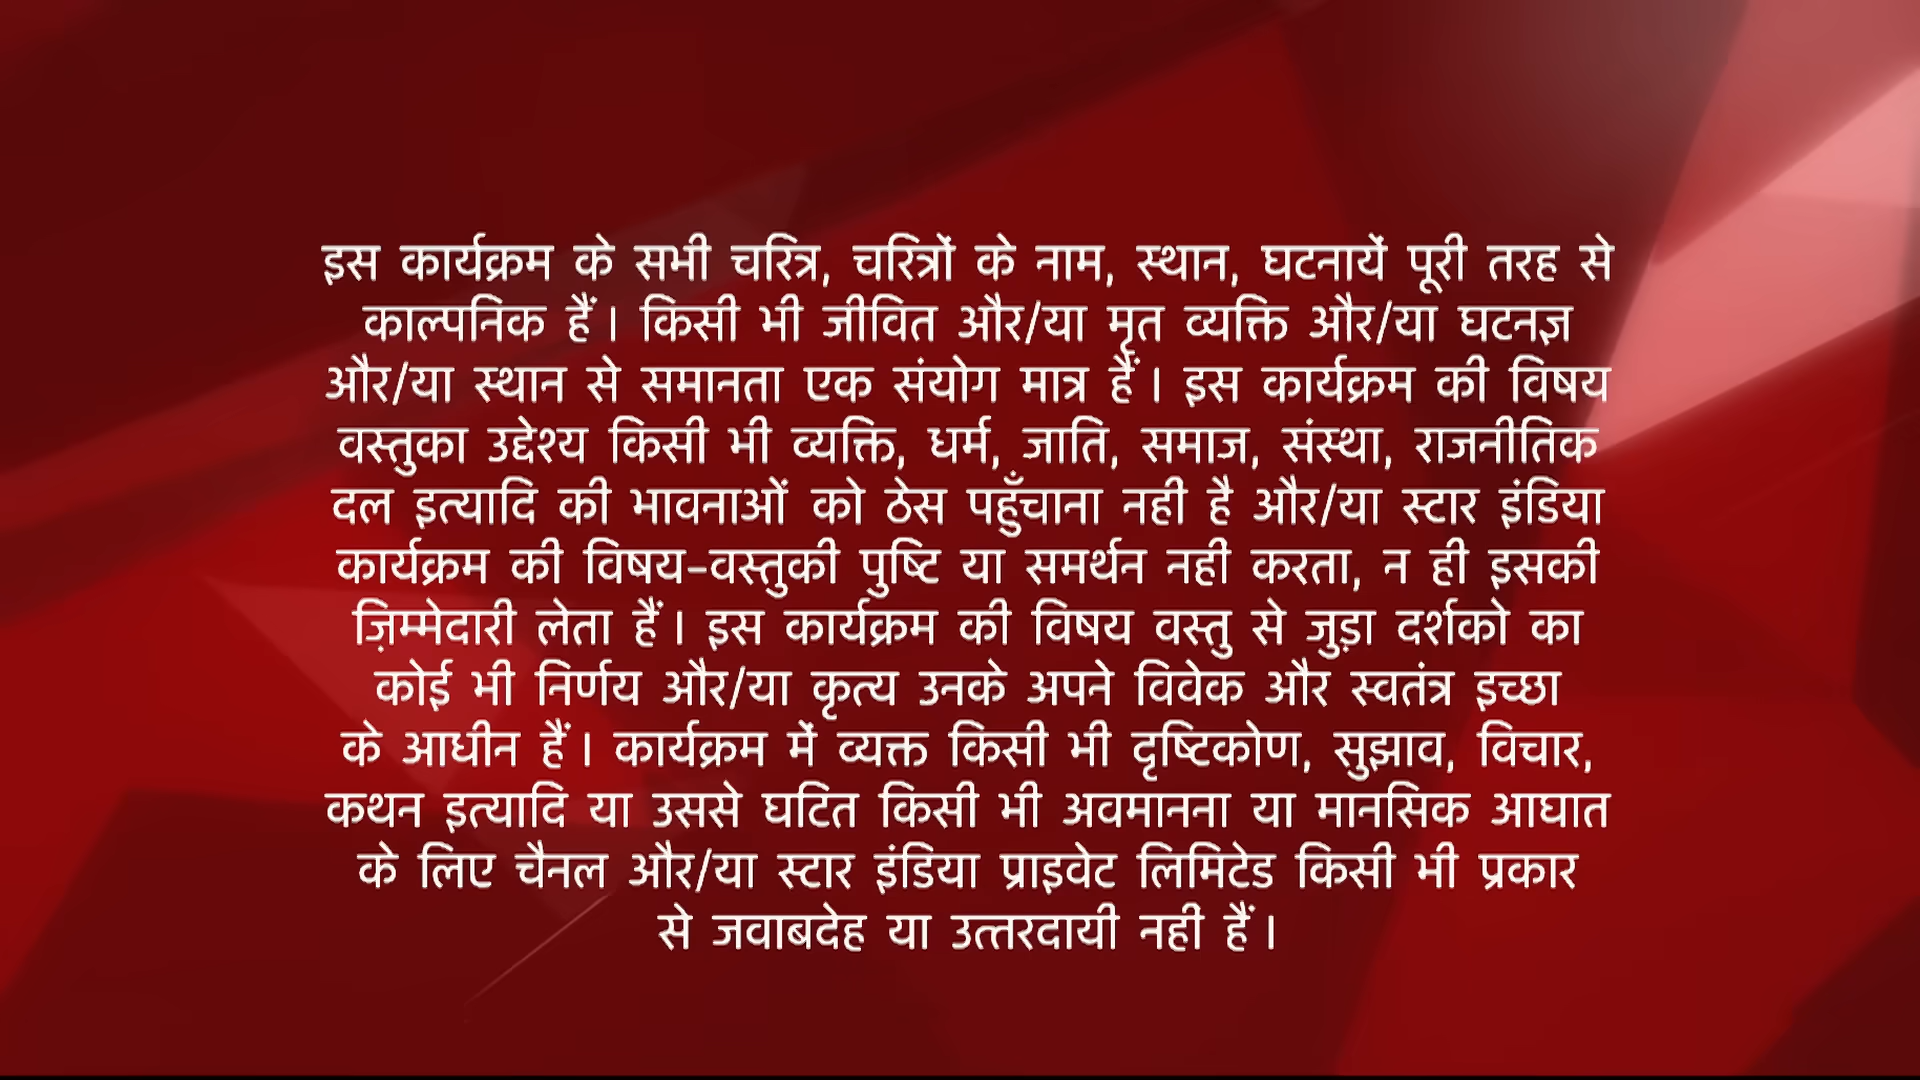 इस कार्यक्रम के सभी चरित्र, चरित्रों के नाम, स्थान, घटनायें पूरी तरह से
काल्पनिक हैं। किसी भी जीवित और/या मृत व्यक्ति और/या घटनज्ञ
और/या स्थान से समानता एक संयोग मात्र हैं। इस कार्यक्रम की विषय
वस्तुका उद्देश्य किसी भी व्यक्ति, धर्म, जाति, समाज, संस्था, राजनीतिक
दल इत्यादि की भावनाओं को ठेस पहुँचाना नही है और/या स्टार इंडिया
कार्यक्रम की विषय-वस्तुकी पुष्टि या समर्थन नही करता, न ही इसकी
ज़िम्मेदारी लेता हैं। इस कार्यक्रम की विषय वस्तु से जुड़ा दर्शको का
कोई भी निर्णय और/या कृत्य उनके अपने विवेक और स्वतंत्र इच्छा
के आधीन हैं। कार्यक्रम में व्यक्त किसी भी दृष्टिकोण, सुझाव, विचार,
कथन इत्यादि या उससे घटित किसी भी अवमानना या मानसिक आघात
के लिए चैनल और/या स्टार इंडिया प्राइवेट लिमिटेड किसी भी प्रकार
से जवाबदेह या उत्तरदायी नही हैं।